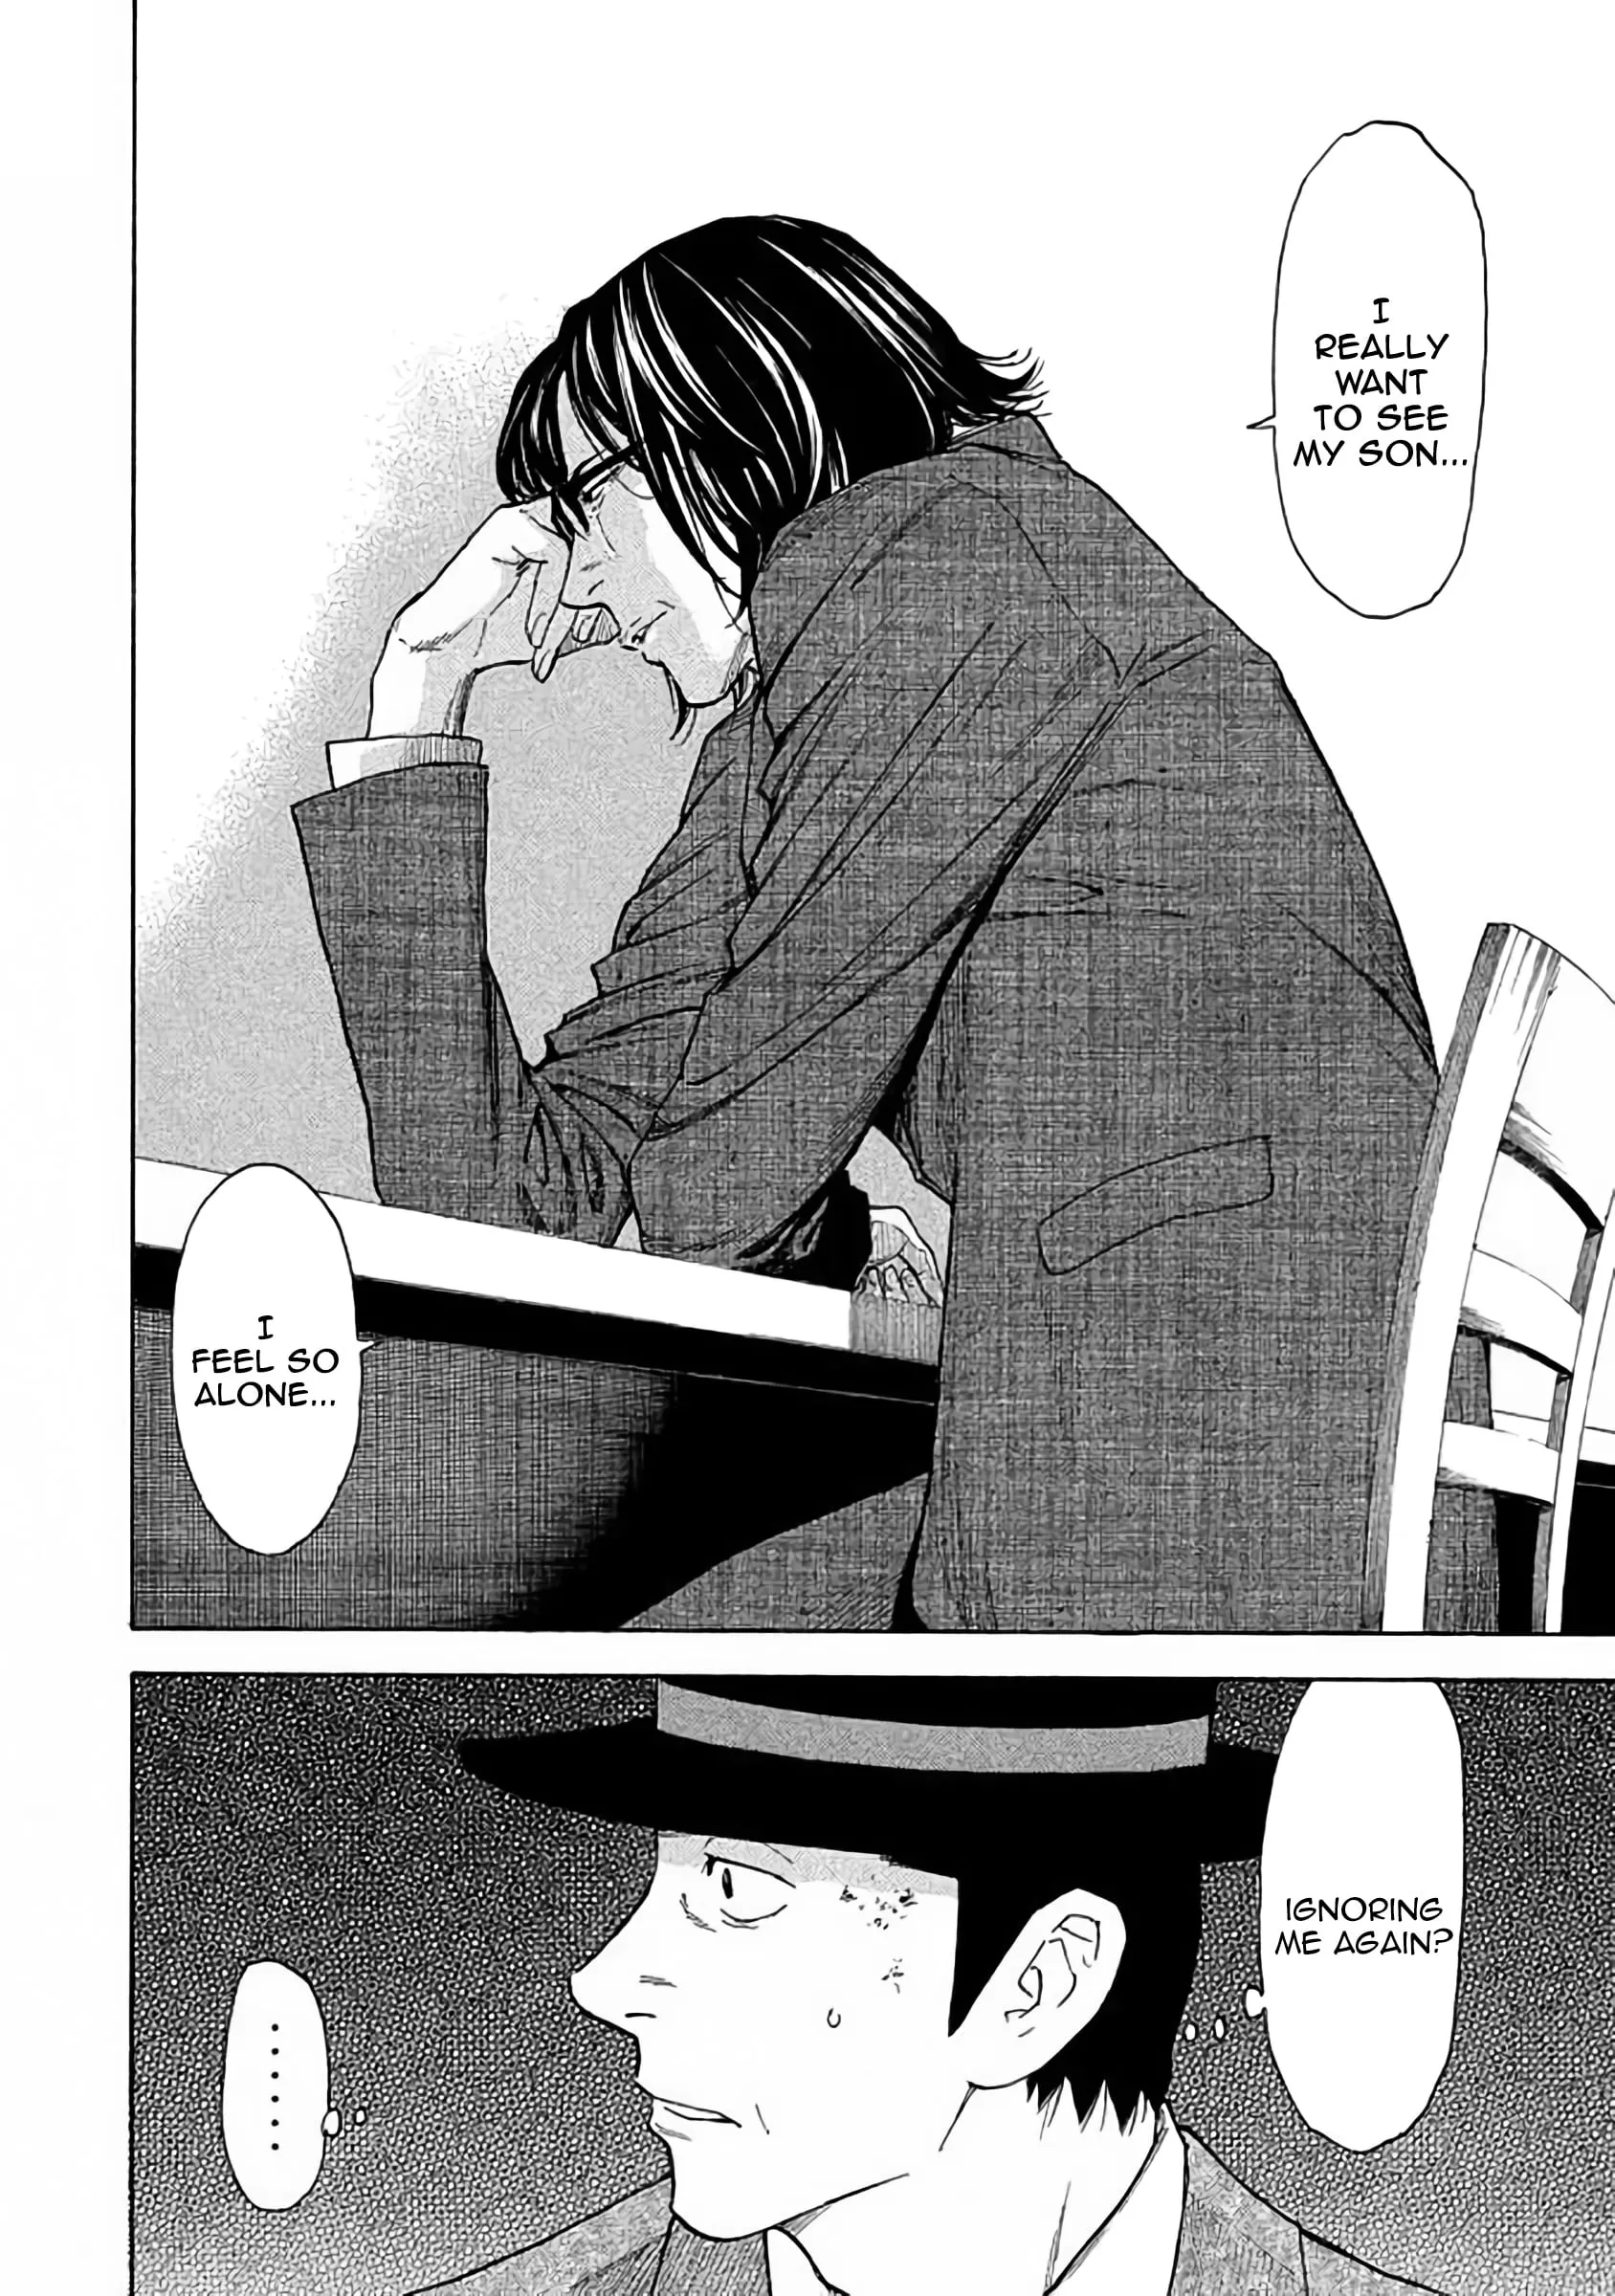 I
REALLY
WANT
TO SEE
MY SON...
I
FEEL SO
ALONE...
IGNORING
ME AGAIN?
......